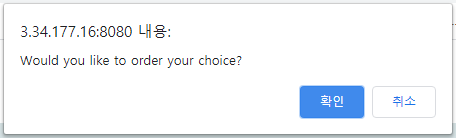 3.34.177.16:8080 내용:
Would you like to order your choice?
확인
취소